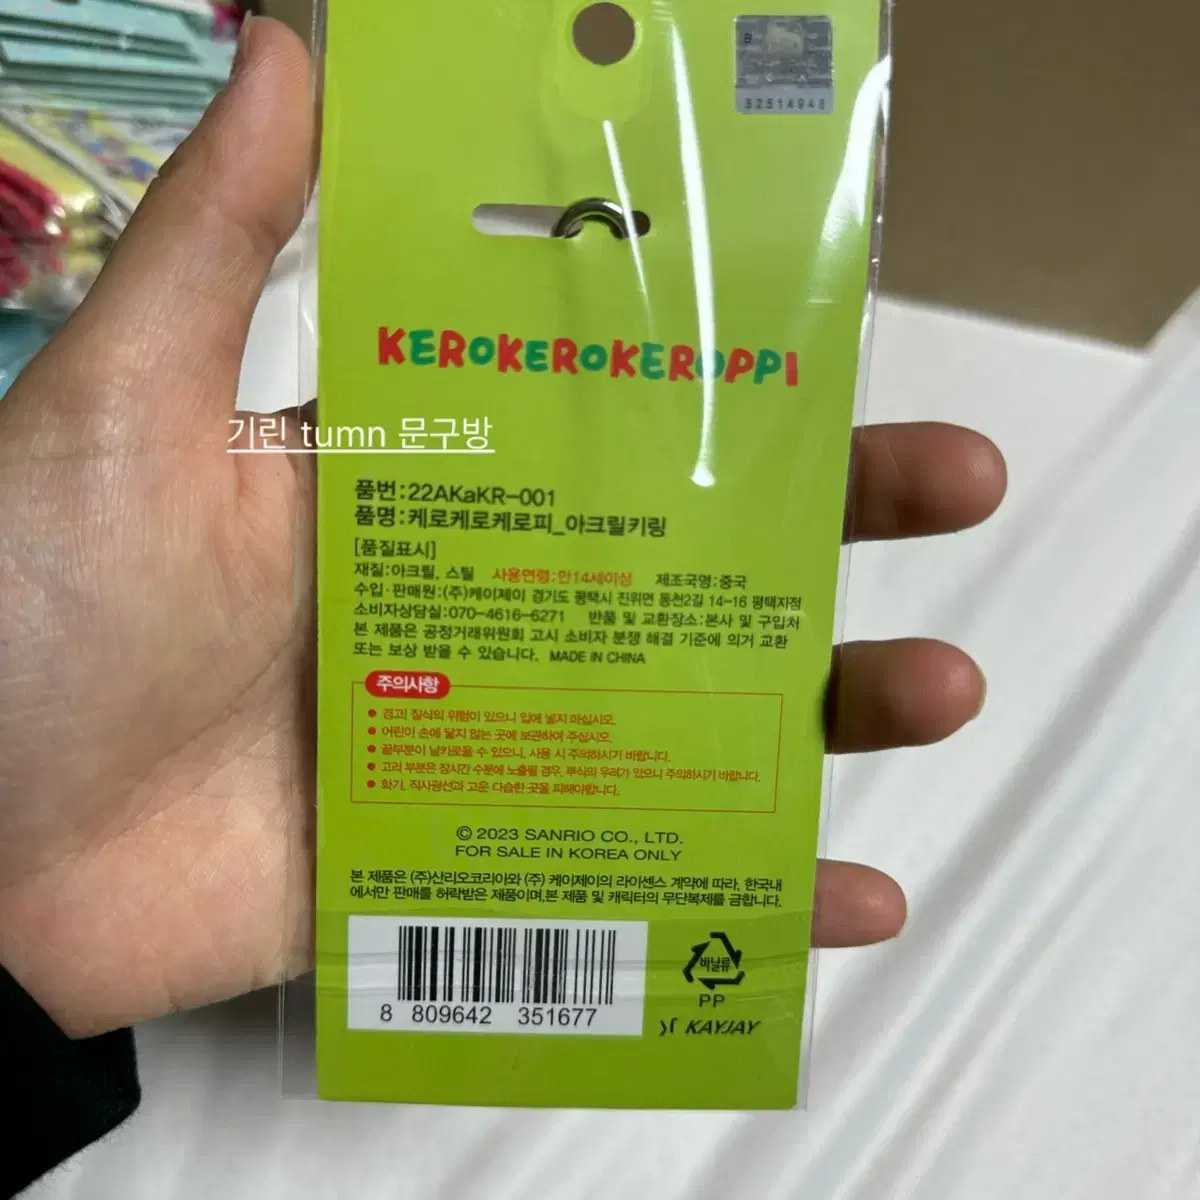 52514946
KEROKEROKEROPPI
기린 tumn 문구방
품번:22AKaKR-001
품명:케로케로케로피_아크릴키링
[품질표시]
재질:아크릴, 스틸 사용연령:만14세이상 제조국명:중국
수입·판매원:(주)케이제이 경기도 평택시 진위면 동천2길 14-16 평택지점
소비자상담실:070-4616-6271 반품 및 교환장소:본사 및 구입처
본 제품은 공정거래위원회 고시 소비자 분쟁 해결 기준에 의거 교환
또는 보상 받을 수 있습니다. MADE IN CHINA
주의사항
● 경고! 질식의 위험이 있으니 입에 넣지 마십시오.
● 어린이 손에 닿지 않는 곳에 보관하여 주십시오.
● 끝부분이 날카로울 수 있으니, 사용 시 주의하시기 바랍니다.
● 고리 부분은 장시간 수분에 노출될 경우, 부식의 우려가 있으니 주의하시기 바랍니다.
● 화기, 직사광선과 고온 다습한 곳을 피해야합니다.
© 2023 SANRIO CO., LTD.
FOR SALE IN KOREA ONLY
본 제품은 (주)산리오코리아와 (주) 케이제이의 라이센스 계약에 따라, 한국내
에서만 판매를 허락받은 제품이며,본 제품 및 캐릭터의 무단복제를 금합니다.
8 809642 351677
비닐류
PP
KAYJAY